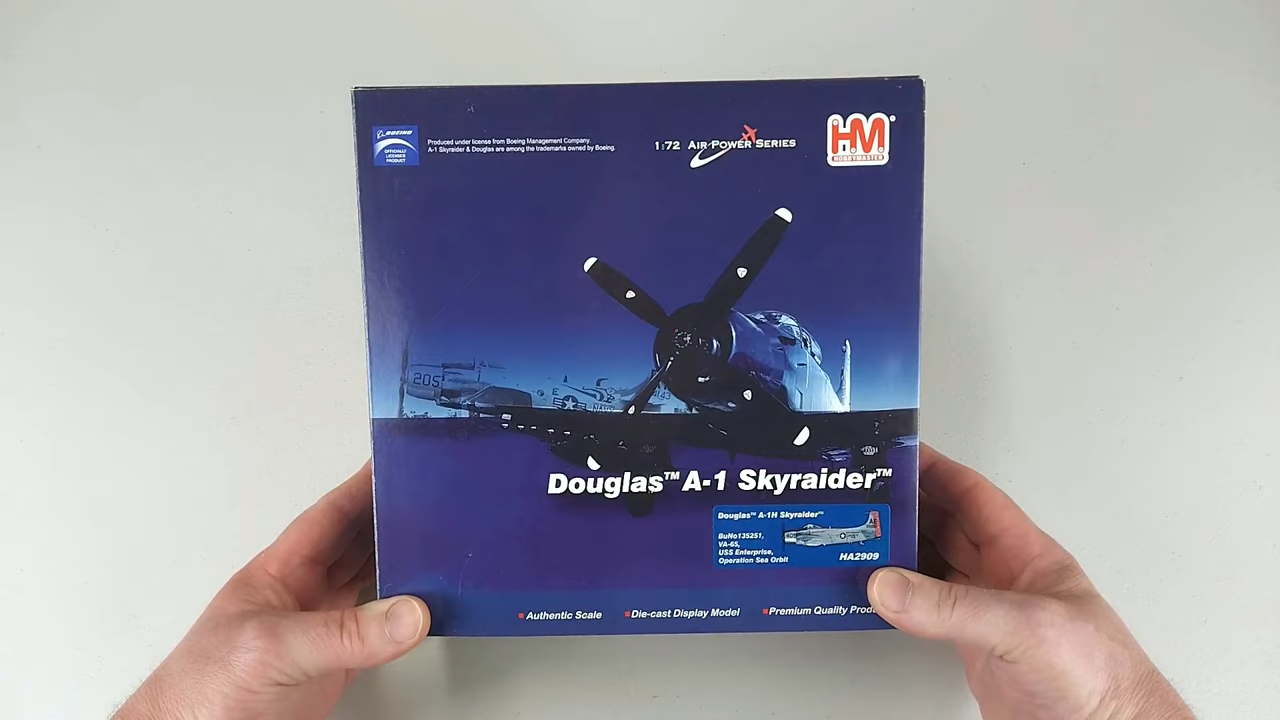 BOEING
OFFICIALLY
LICENSED
PRODUCT
Produced under license from Boeing Management Company.
A-1 Skyraider & Douglas are among the trademarks owned by Boeing.
1:72 AIR POWER SERIES
HM®
HOBBYMASTER
205
NAVY
Douglas™ A-1 Skyraider™
Douglas™ A-1H Skyraider™
BuNo135251,
VA-65,
USS Enterprise,
Operation Sea Orbit
HA2909
Authentic Scale
Die-cast Display Model
Premium Quality Produ